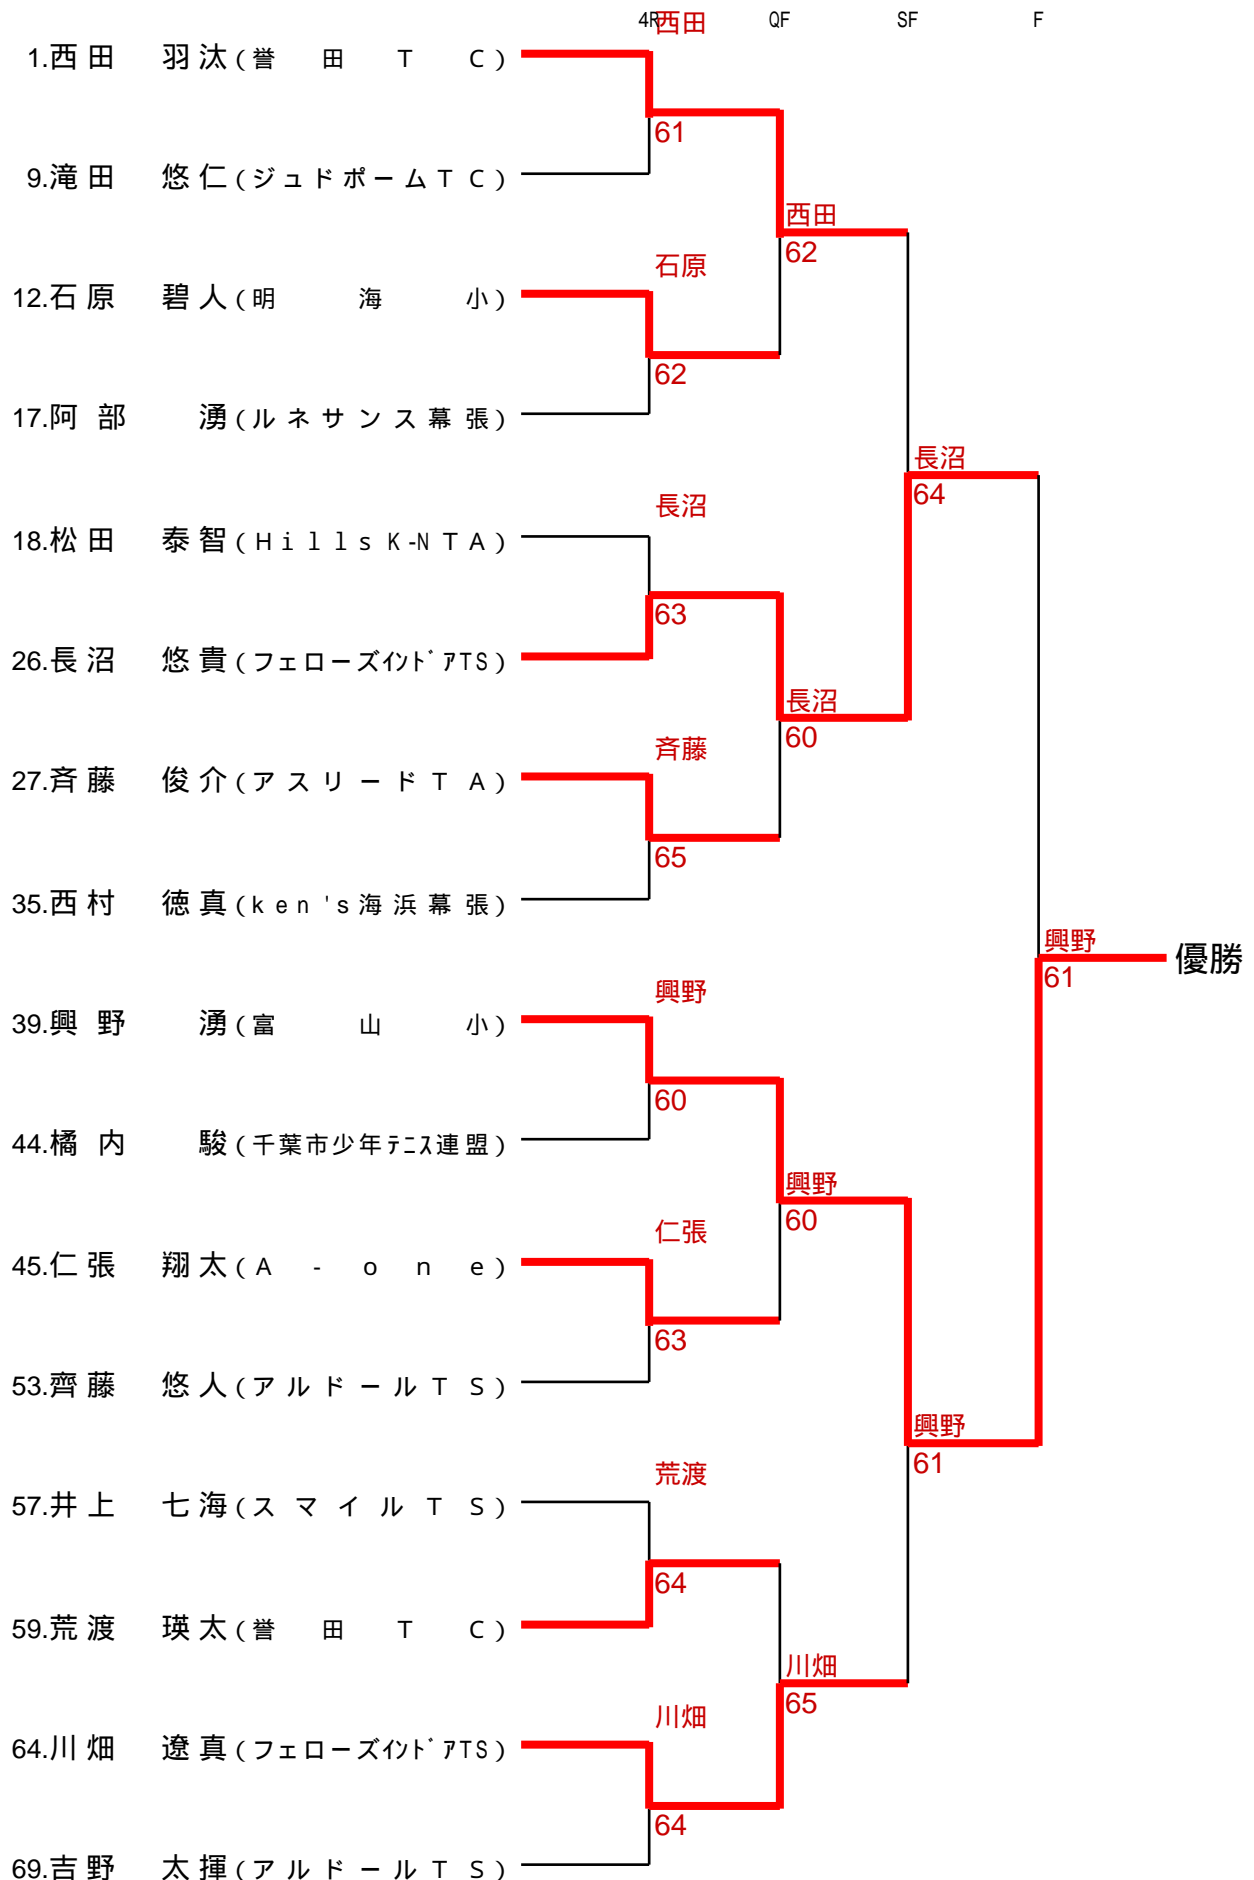 4R 西田 QF SF F
1.西田 羽汰(誉田TC)
61
9.滝田 悠仁(ジュドポームTC)
西田
62
石原
12.石原 碧人(明海小)
62
17.阿部 湧(ルネサンス幕張)
長沼
64
長沼
18.松田 泰智(HillsK-NTA)
63
26.長沼 悠貴(フェローズインドアTS)
長沼
60
斉藤
27.斉藤 俊介(アスリードTA)
65
35.西村 徳真(ken's海浜幕張)
興野
61
優勝
興野
39.興野 湧(富山小)
60
44.橘内 駿(千葉市少年テニス連盟)
興野
60
仁張
45.仁張 翔太(A-one)
63
53.齊藤 悠人(アルドールTS)
興野
61
荒渡
57.井上 七海(スマイルTS)
64
59.荒渡 瑛太(誉田TC)
川畑
65
川畑
64.川畑 遼真(フェローズインドアTS)
64
69.吉野 太揮(アルドールTS)